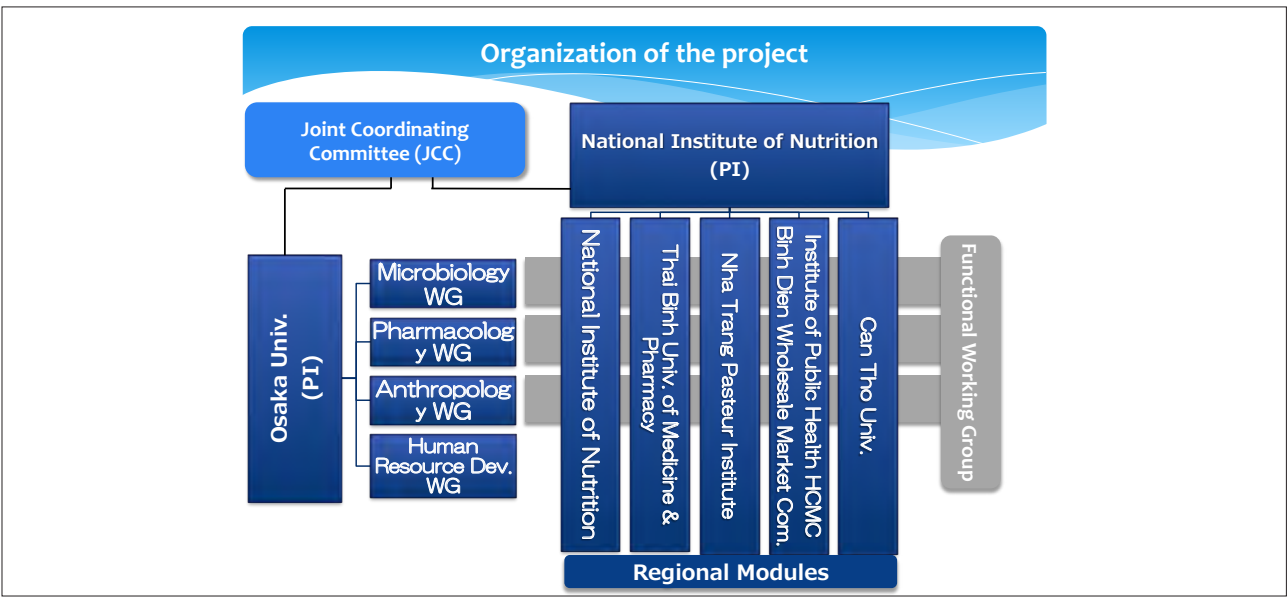 Organization of the project
Joint Coordinating
Committee (JCC)
National Institute of Nutrition
(PI)
Osaka Univ.
(PI)
Microbiology
WG
Pharmacolog
y WG
Anthropolog
y WG
Human
Resource Dev.
WG
National Institute of Nutrition
Thai Binh Univ. of Medicine &
Pharmacy
Nha Trang Pasteur Institute
Institute of Public Health HCMC
Binh Dien Wholesale Market Com.
Can Tho Univ.
Functional Working Group
Regional Modules